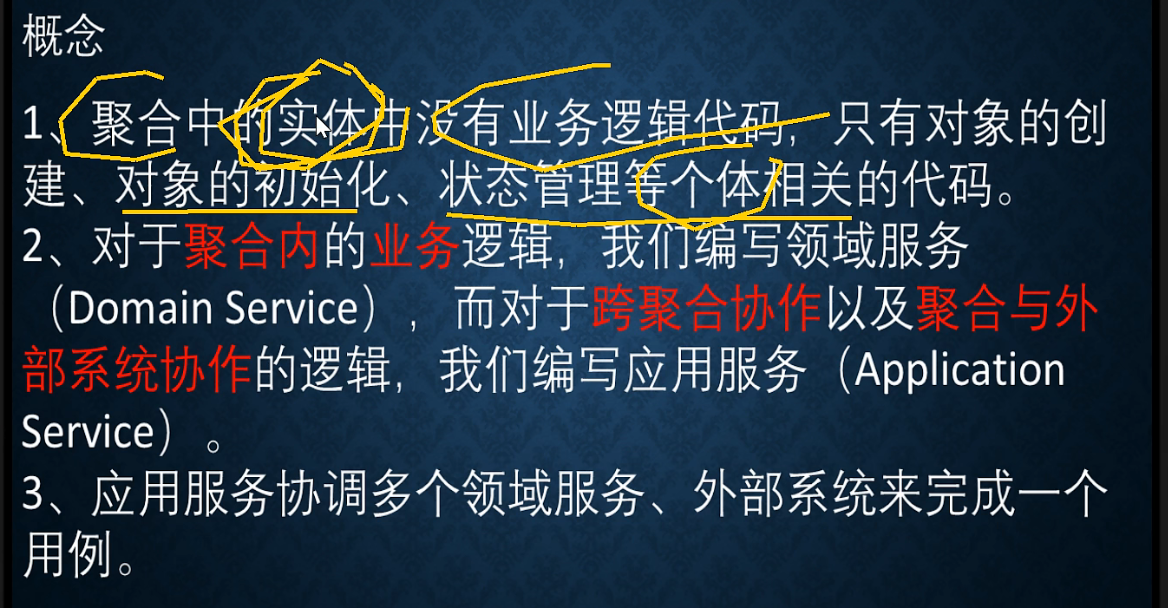 概念
1、聚合中的实体中没有业务逻辑代码，只有对象的创
建、对象的初始化、状态管理等个体相关的代码。
2、对于聚合内的业务逻辑，我们编写领域服务
（Domain Service），而对于跨聚合协作以及聚合与外
部系统协作的逻辑，我们编写应用服务（Application
Service）。
3、应用服务协调多个领域服务、外部系统来完成一个
用例。